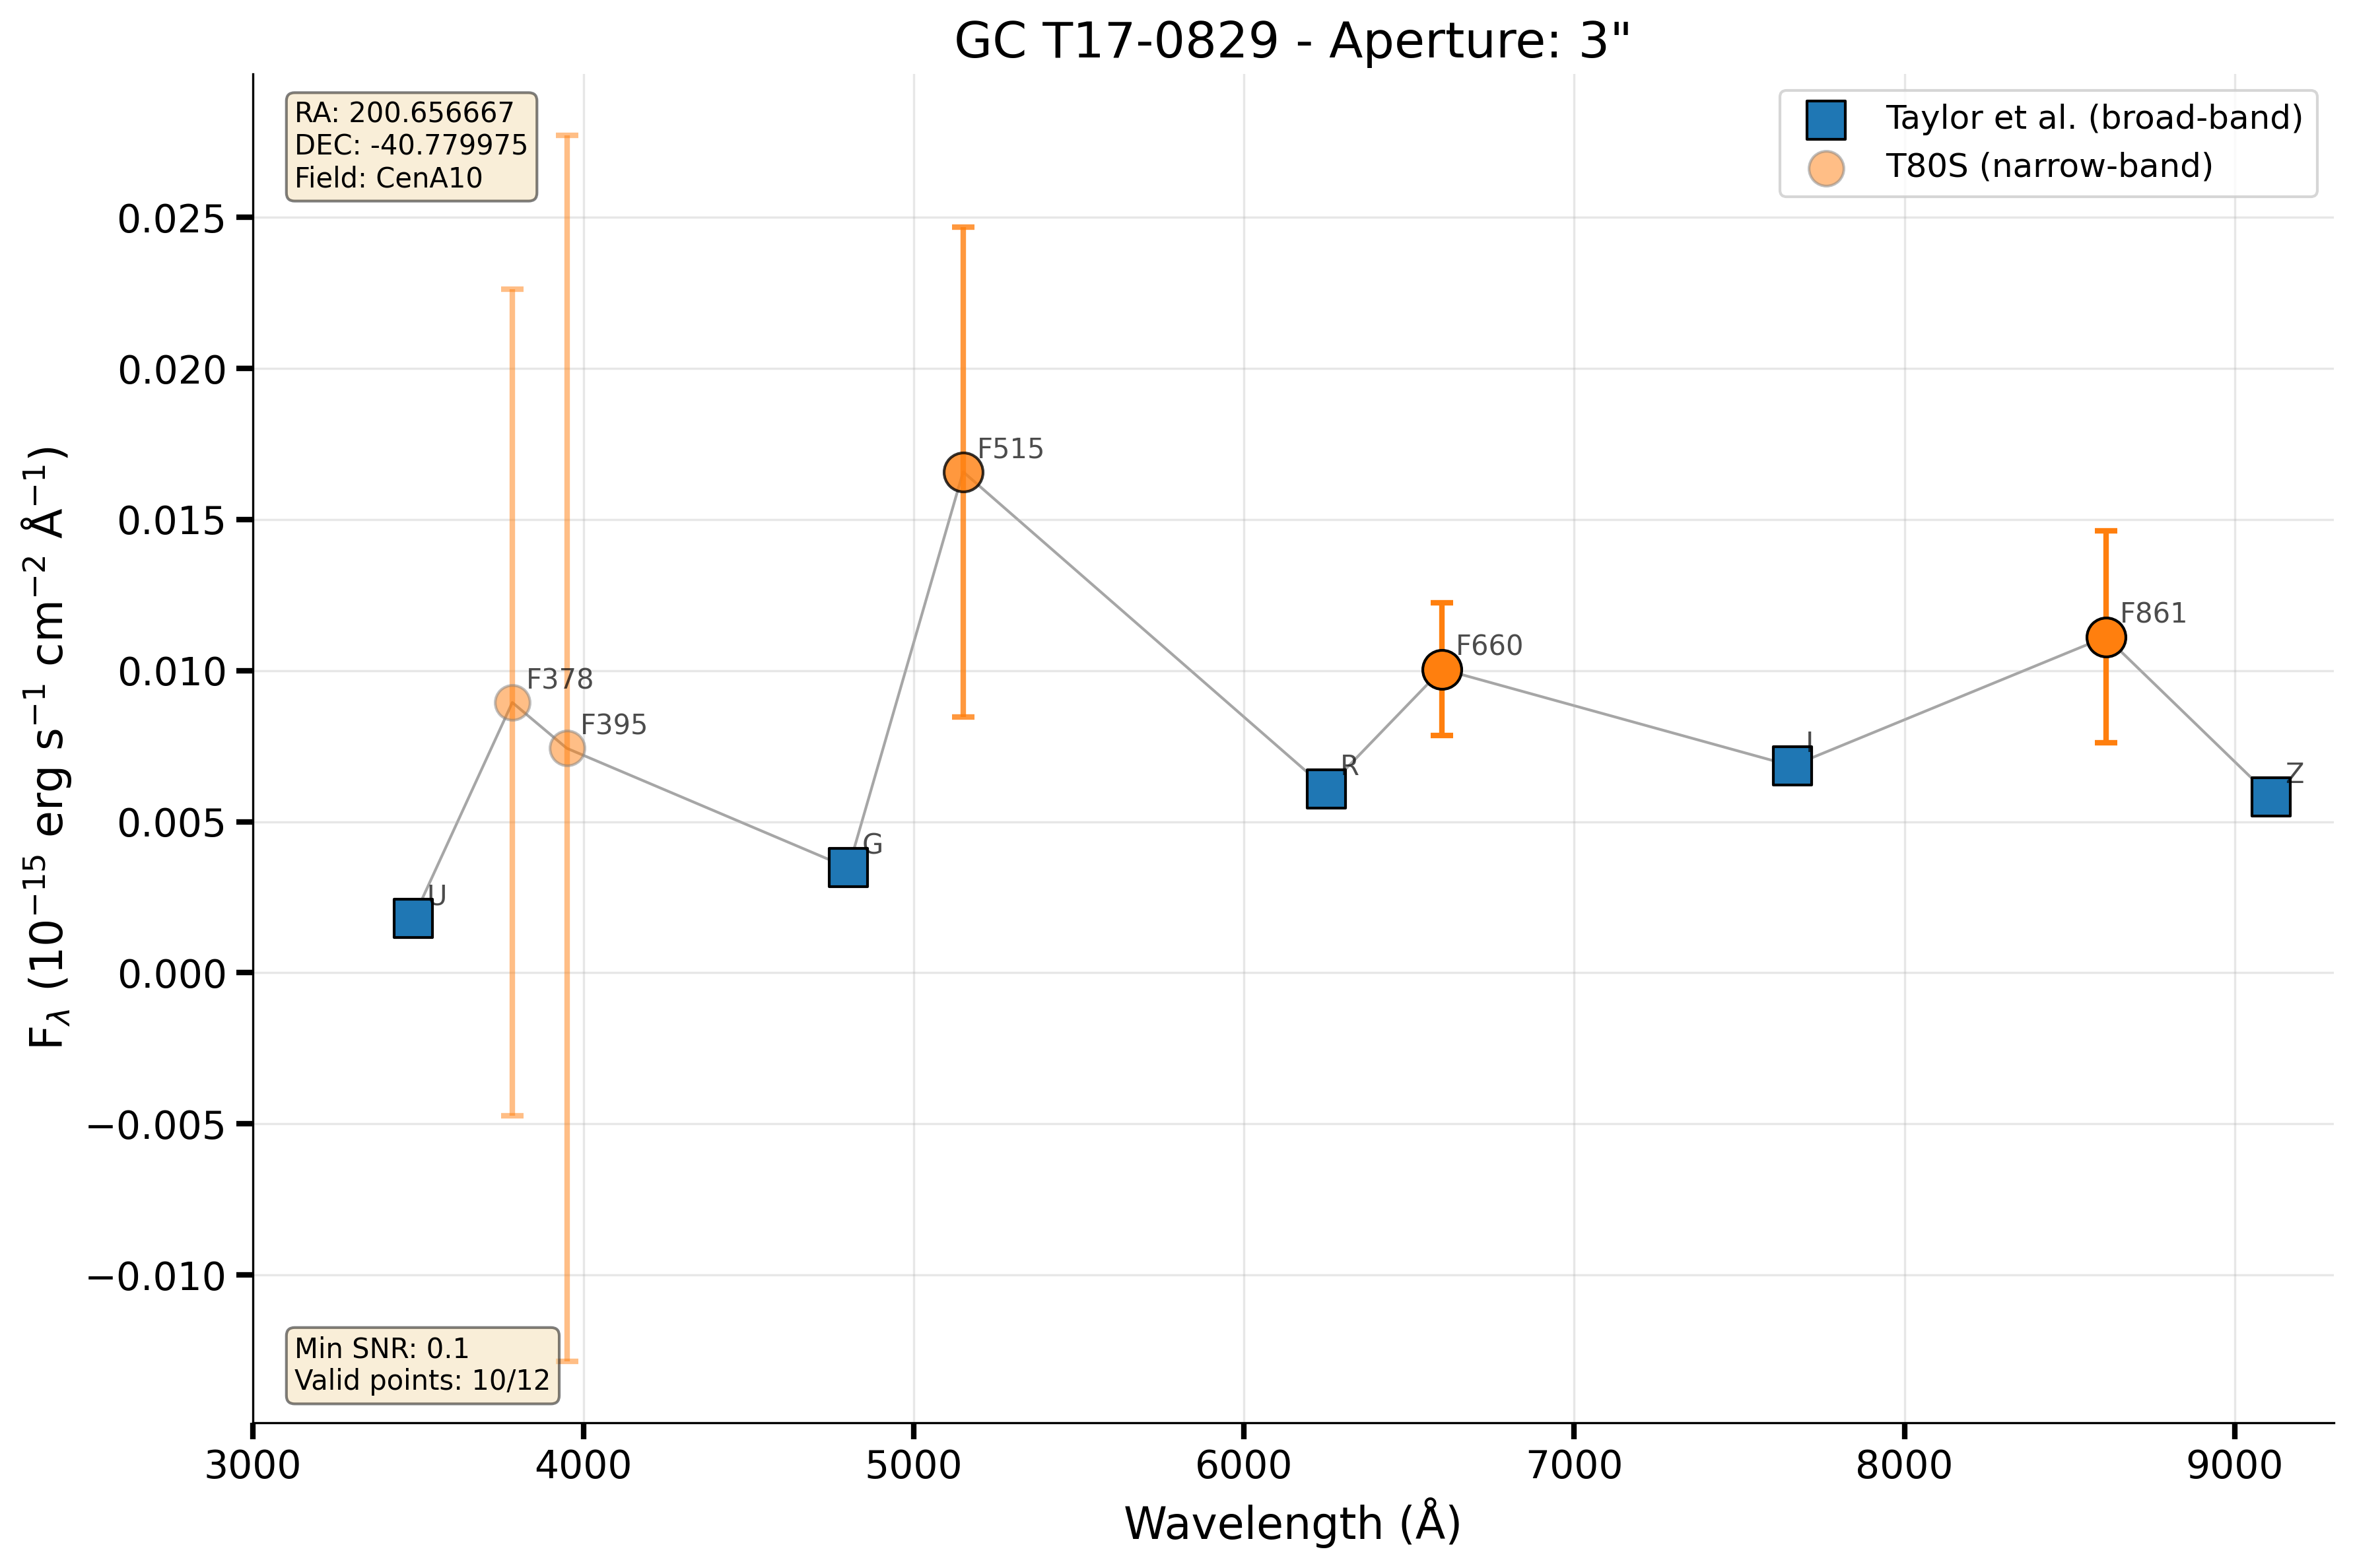 GC T17-0829 - Aperture: 3"
RA: 200.656667
DEC: -40.779975
Field: CenA10
Taylor et al. (broad-band)
T80S (narrow-band)
0.025
0.020
0.015
0.010
0.005
0.000
−0.005
−0.010
F_λ (10⁻¹⁵ erg s⁻¹ cm⁻² Å⁻¹)
U
F378
F395
G
F515
R
F660
I
F861
Z
Min SNR: 0.1
Valid points: 10/12
3000 4000 5000 6000 7000 8000 9000
Wavelength (Å)